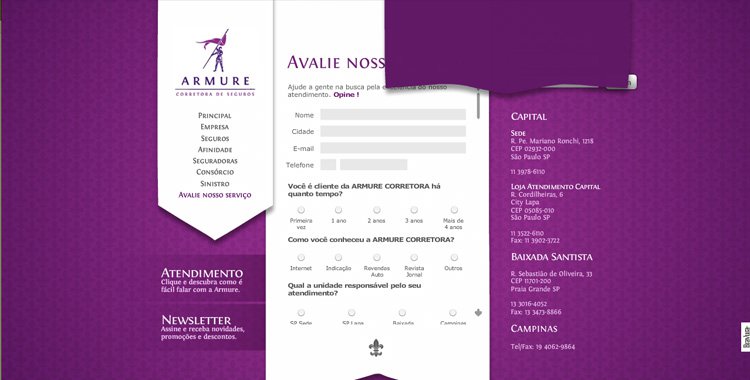 ARMURE
CORRETORA DE SEGUROS
PRINCIPAL
EMPRESA
SEGUROS
AFINIDADE
SEGURADORAS
CONSÓRCIO
SINISTRO
AVALIE NOSSO SERVIÇO
ATENDIMENTO
Clique e descubra como é
fácil falar com a Armure.
NEWSLETTER
Assine e receba novidades,
promoções e descontos.
AVALIE NOSS
Ajude a gente na busca pela do nosso
atendimento. Opine !
Nome
Cidade
E-mail
Telefone
Você é cliente da ARMURE CORRETORA há
quanto tempo?
Primeira
vez
1 ano
2 anos
3 anos
Mais de
4 anos
Como você conheceu a ARMURE CORRETORA?
Internet
Indicação
Revendos
Auto
Revista
Jornal
Outros
Qual a unidade responsável pelo seu
atendimento?
SP Sede
SP Lapa
Baixada
Campinas
CAPITAL
SEDE
R. Pe. Mariano Ronchi, 1218
CEP 02932-000
São Paulo SP
11 3978-6110
LOJA ATENDIMENTO CAPITAL
R. Cordilheiras, 6
City Lapa
CEP 05085-010
São Paulo SP
11 3522-6110
Fax: 11 3902-3722
BAIXADA SANTISTA
R. Sebastião de Oliveira, 33
CEP 11701-200
Praia Grande SP
13 3016-4052
Fax: 13 3473-8866
CAMPINAS
Tel/Fax: 19 4062-9864